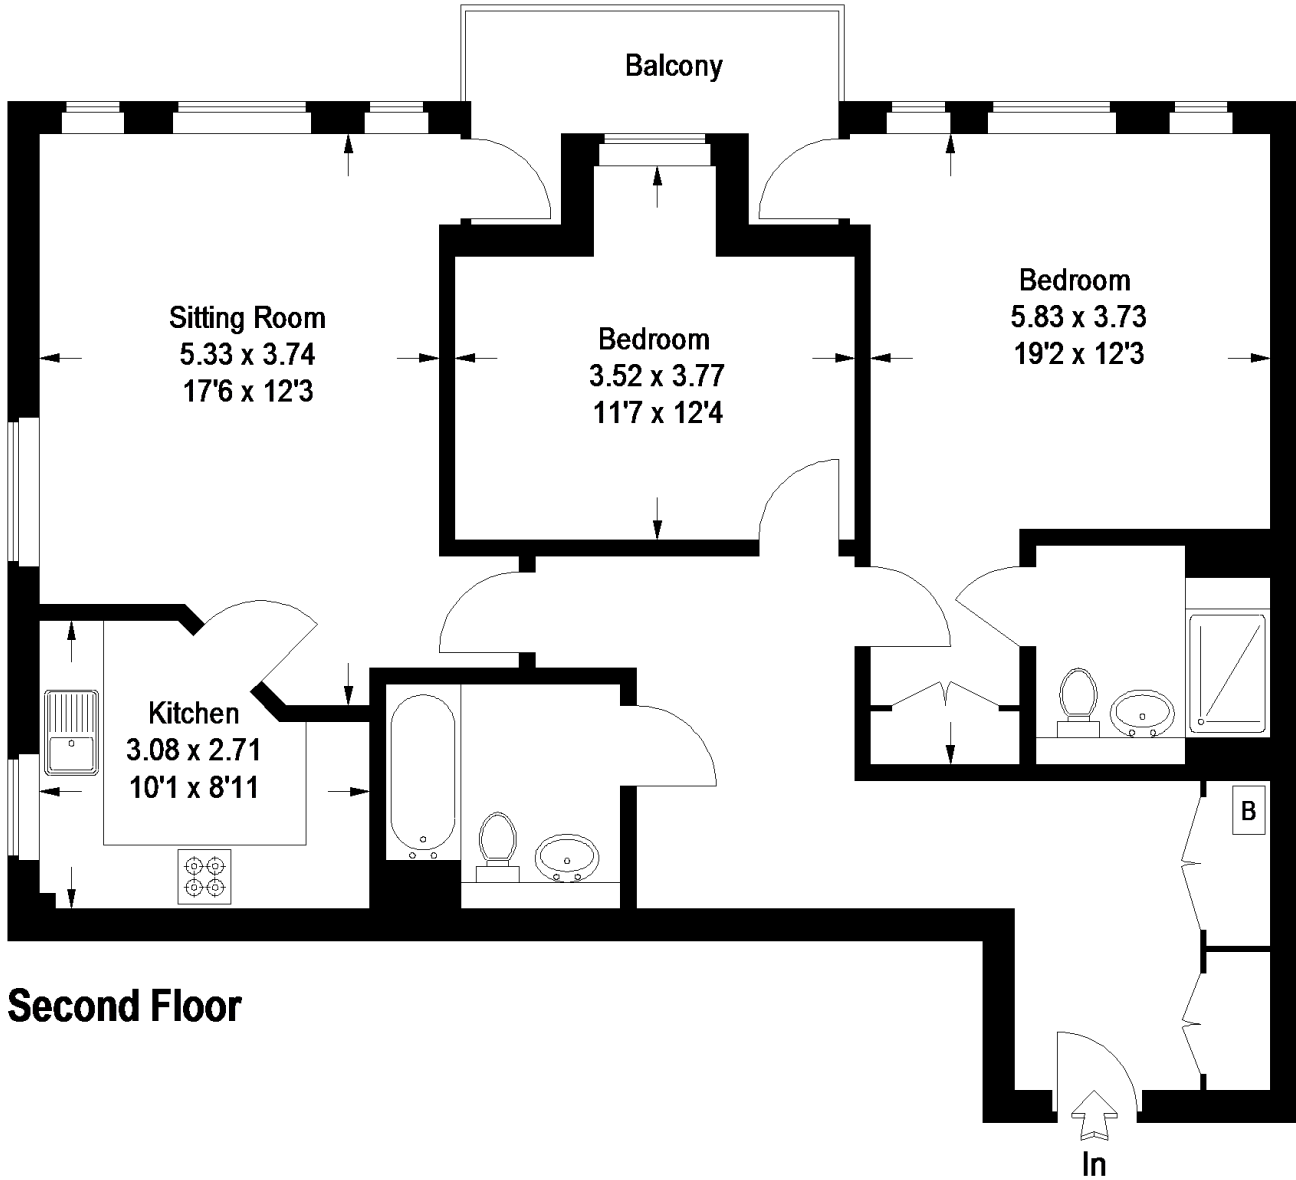 Balcony
Sitting Room
5.33 x 3.74
17'6 x 12'3
Bedroom
3.52 x 3.77
11'7 x 12'4
Bedroom
5.83 x 3.73
19'2 x 12'3
Kitchen
3.08 x 2.71
10'1 x 8'11
B
Second Floor
In